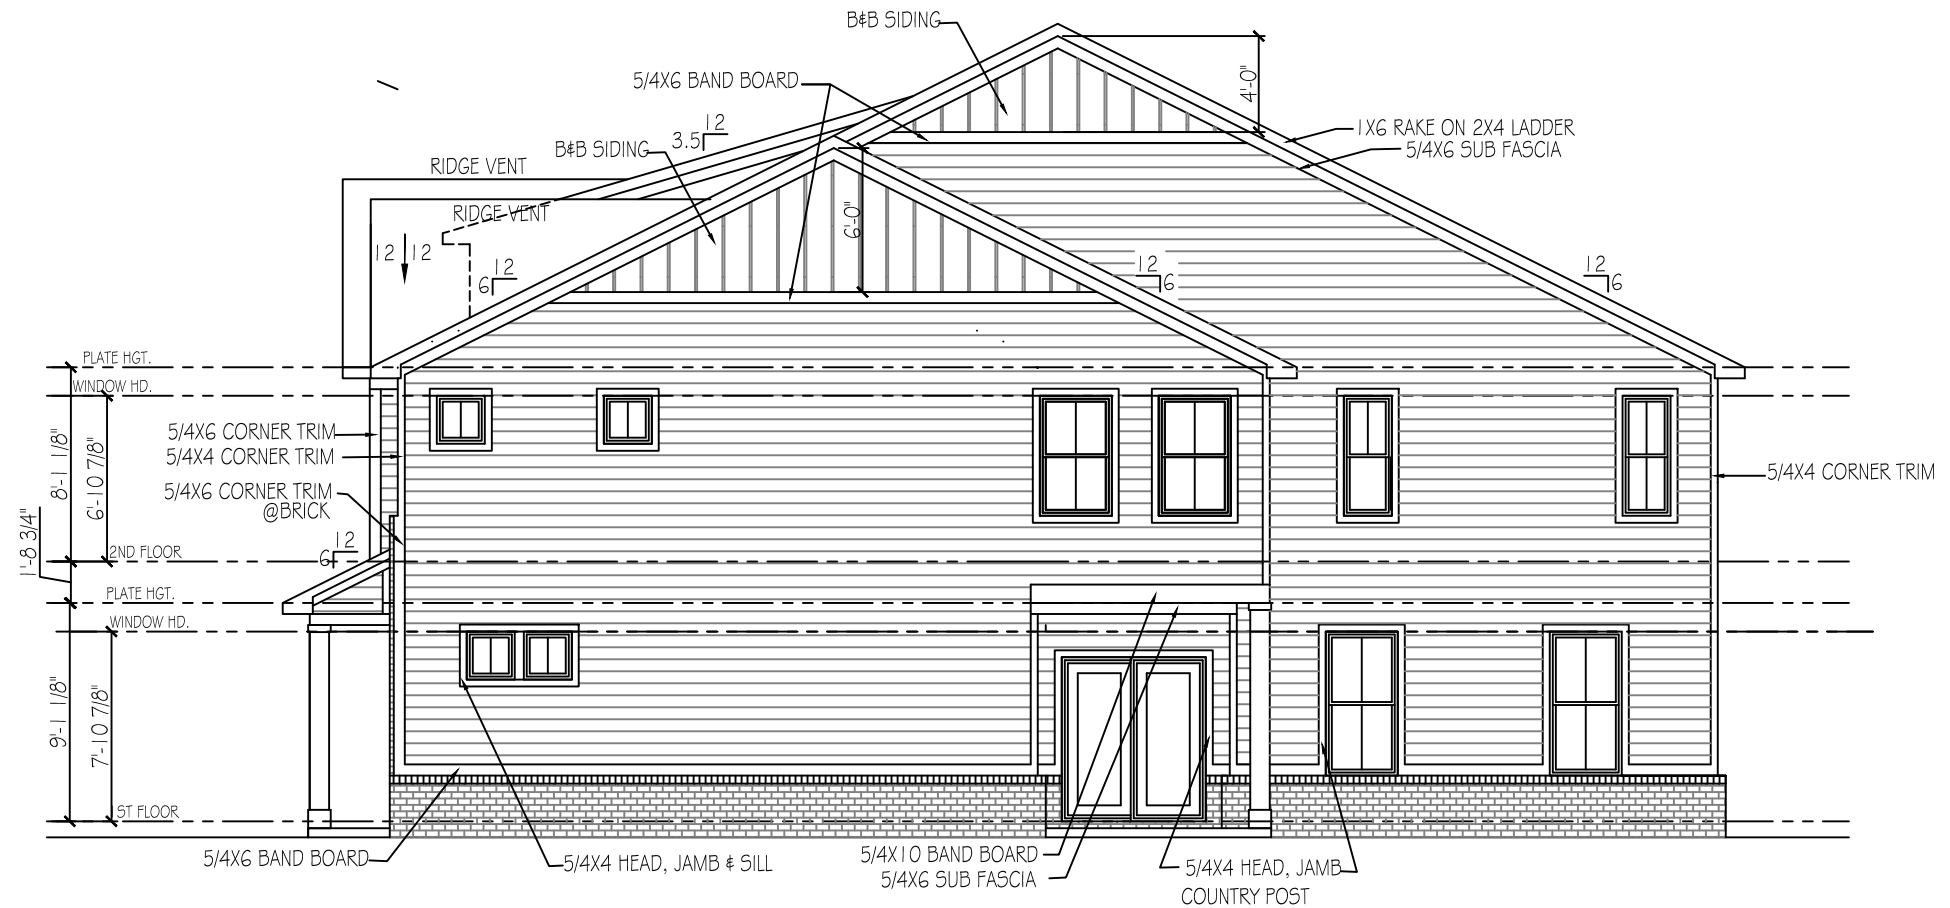 B&B SIDING
5/4X6 BAND BOARD
4'-0"
12
3.5
1X6 RAKE ON 2X4 LADDER
5/4X6 SUB FASCIA
B&B SIDING
RIDGE VENT
RIDGE VENT
6'-0"
12 12
12
6
12
6
12
6
PLATE HGT.
WINDOW HD.
5/4X6 CORNER TRIM
5/4X4 CORNER TRIM
8'-1 1/8"
6'-10 7/8"
5/4X4 CORNER TRIM
5/4X6 CORNER TRIM
@BRICK
1'-8 3/4"
12
6
2ND FLOOR
PLATE HGT.
WINDOW HD.
9'-1 1/8"
7'-10 7/8"
1ST FLOOR
5/4X6 BAND BOARD
5/4X4 HEAD, JAMB & SILL
5/4X10 BAND BOARD
5/4X6 SUB FASCIA
5/4X4 HEAD, JAMB
COUNTRY POST